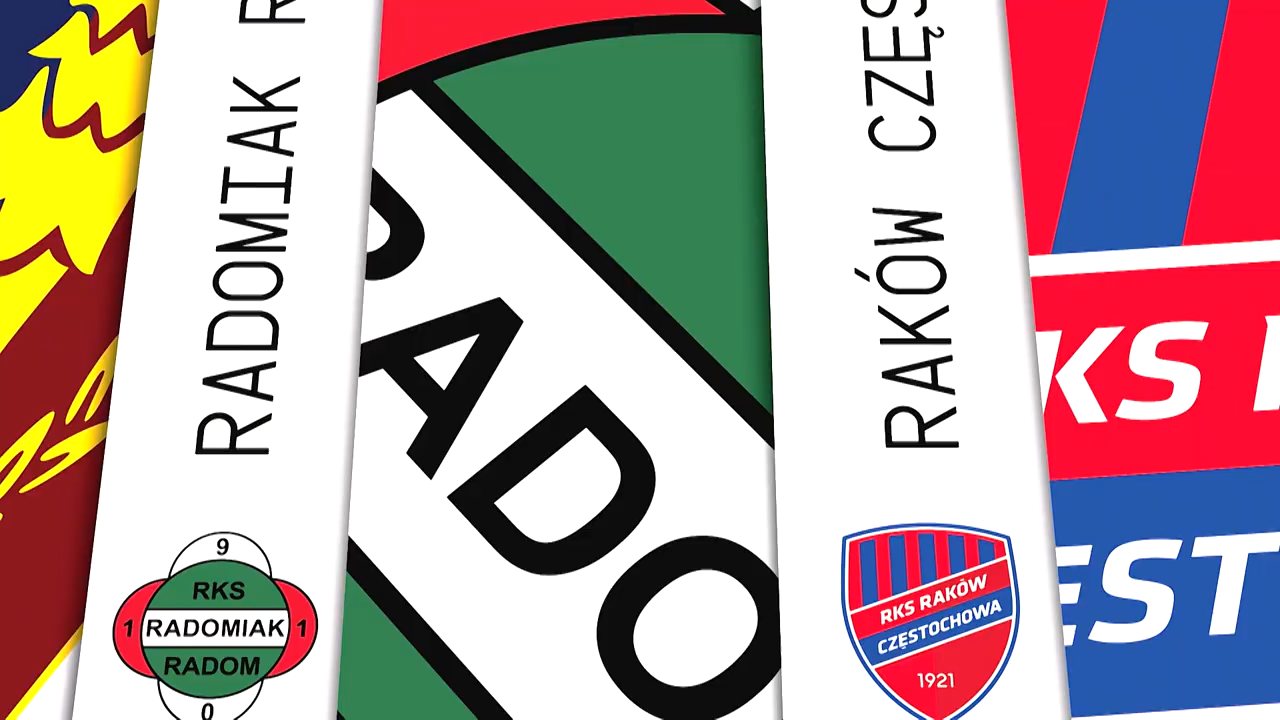 RADOMIAK R
9
RKS
1 RADOMIAK 1
RADOM
0
RADO
RAKÓW CZĘS
RKS RAKÓW
CZĘSTOCHOWA
1921
KS
EST